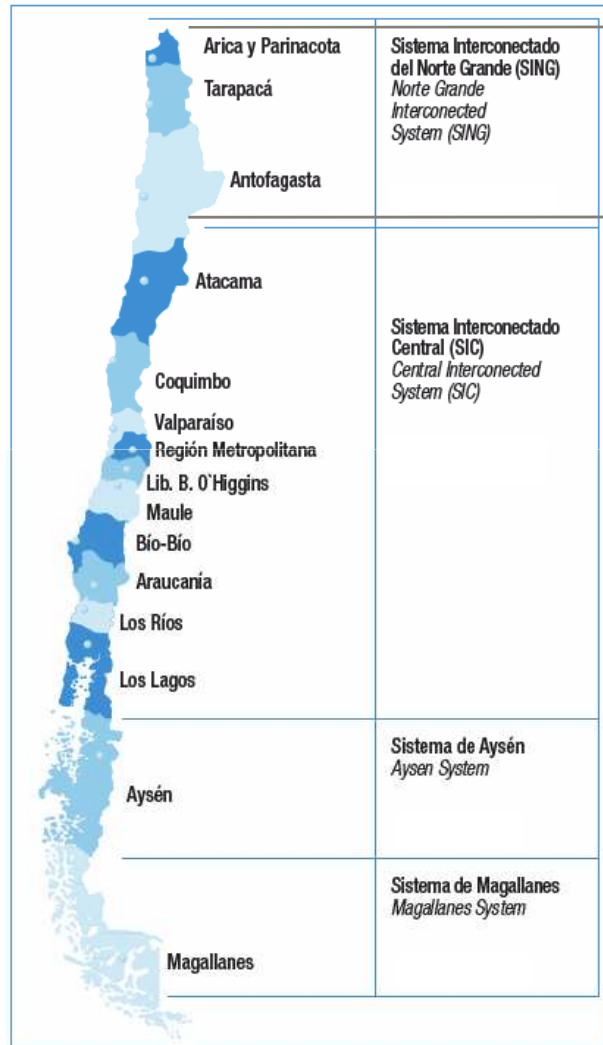 Arica y Parinacota
Tarapacá
Antofagasta
Sistema Interconectado
del Norte Grande (SING)
Norte Grande
Interconected
System (SING)
Atacama
Coquimbo
Valparaíso
Región Metropolitana
Lib. B. O`Higgins
Maule
Bío-Bío
Araucanía
Los Ríos
Los Lagos
Sistema Interconectado
Central (SIC)
Central Interconected
System (SIC)
Aysén
Sistema de Aysén
Aysen System
Magallanes
Sistema de Magallanes
Magallanes System